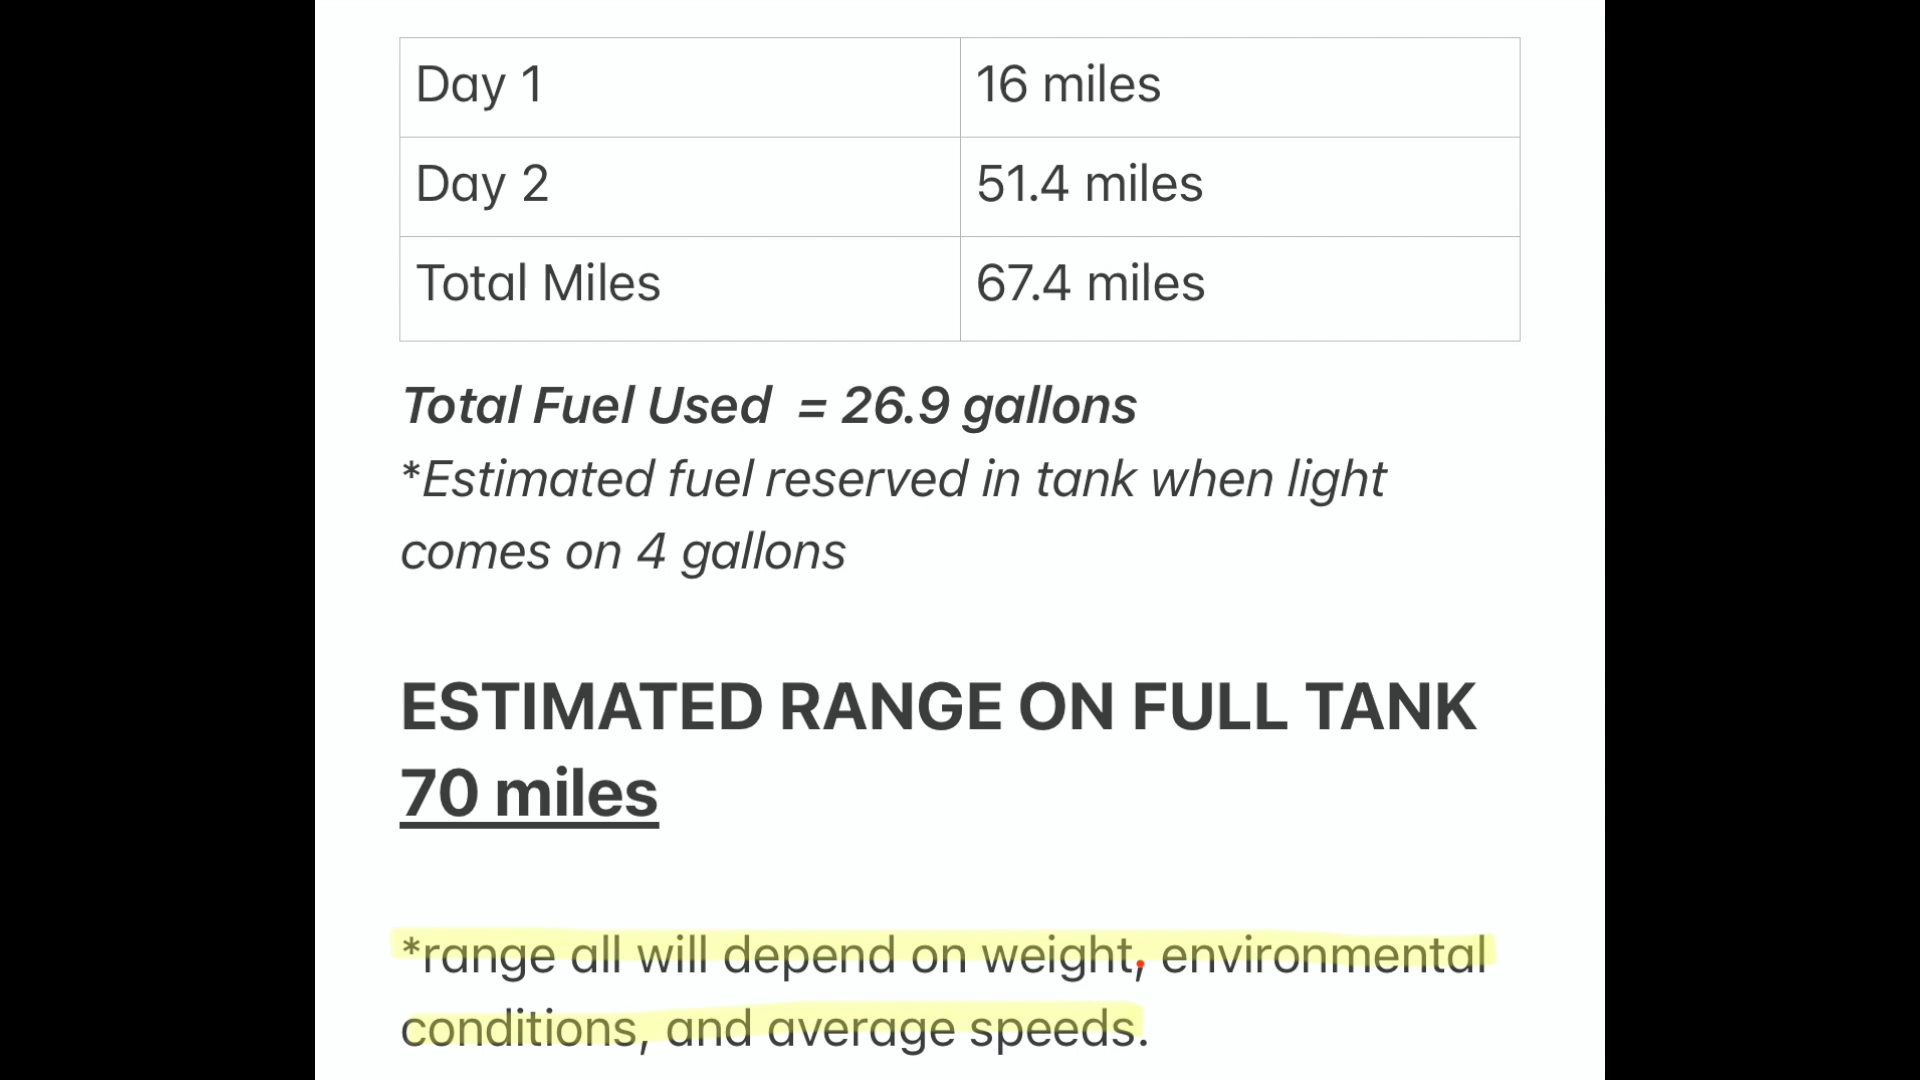 Day 1 16 miles
Day 2 51.4 miles
Total Miles 67.4 miles
Total Fuel Used = 26.9 gallons
*Estimated fuel reserved in tank when light
comes on 4 gallons
ESTIMATED RANGE ON FULL TANK
70 miles
*range all will depend on weight, environmental
conditions, and average speeds.